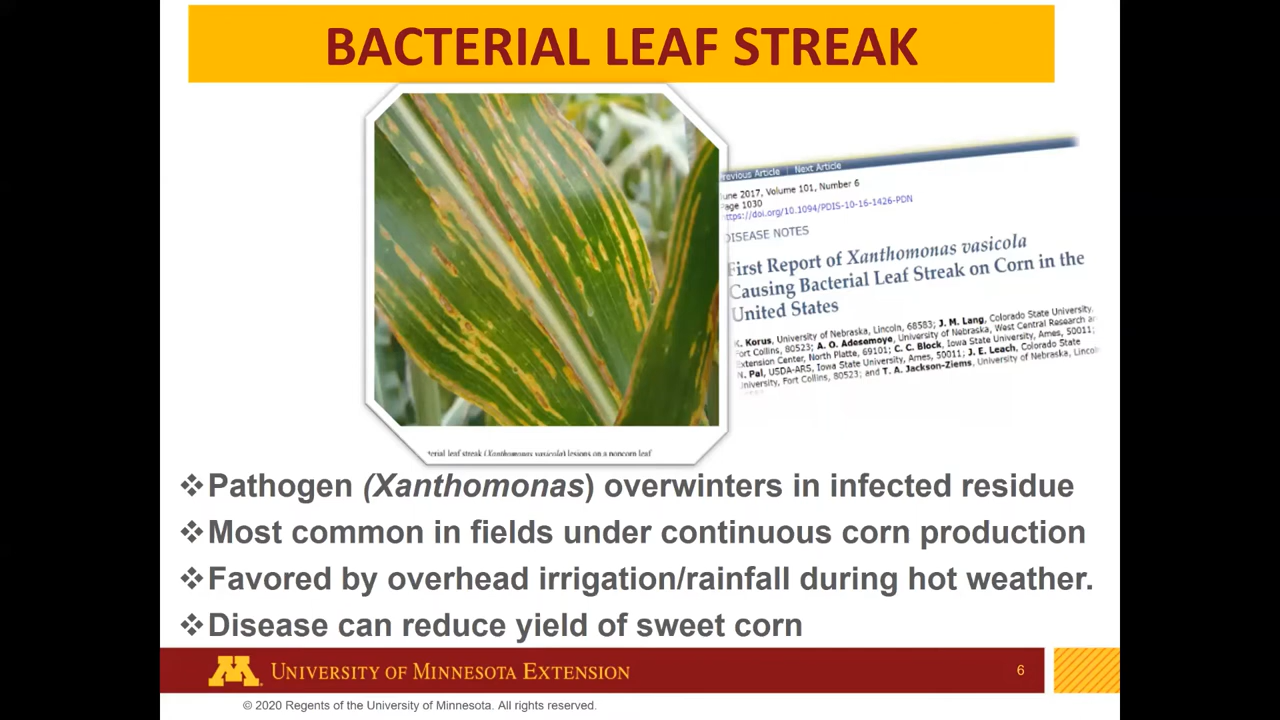 BACTERIAL LEAF STREAK
Previous Article | Next Article
June 2017, Volume 101, Number 6
Page 1030
https://doi.org/10.1094/PDIS-10-16-1426-PDN
DISEASE NOTES
First Report of Xanthomonas vasicola
Causing Bacterial Leaf Streak on Corn in the
United States
K. Korus, University of Nebraska, Lincoln, 68583; J. M. Lang, Colorado State University,
Fort Collins, 80523; A. O. Adesemoye, University of Nebraska, West Central Research
Extension Center, North Platte, 69101; C. C. Block, Iowa State University, Ames, 50011;
N. Pal, USDA-ARS, Iowa State University, Ames, 50011; J. E. Leach, Colorado State
University, Fort Collins, 80523; and T. A. Jackson-Ziems, University of Nebraska, Lincoln
leaf streak (Xanthomonas vasicola) lesions on a
❖Pathogen (Xanthomonas) overwinters in infected residue
❖Most common in fields under continuous corn production
❖Favored by overhead irrigation/rainfall during hot weather.
❖Disease can reduce yield of sweet corn
M UNIVERSITY OF MINNESOTA EXTENSION
6
© 2020 Regents of the University of Minnesota. All rights reserved.